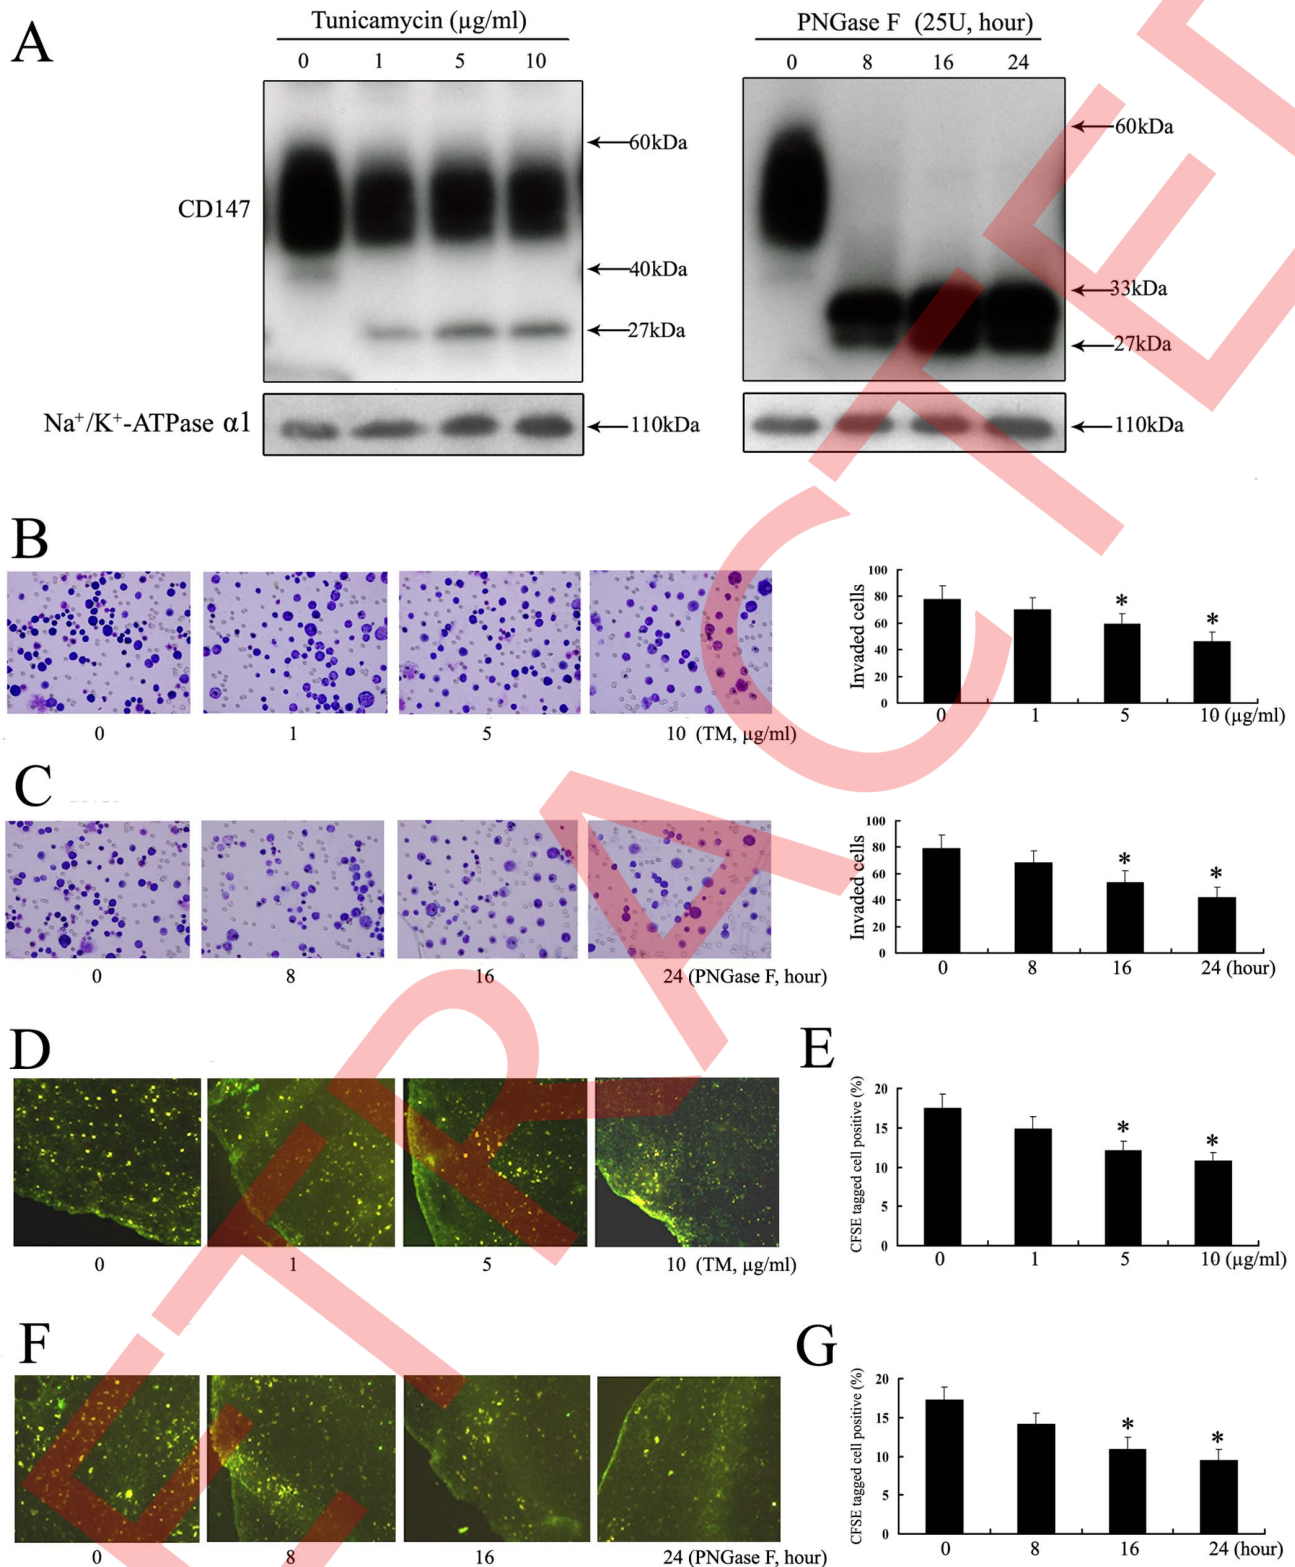 A
Tunicamycin (µg/ml)
0 1 5 10
PNGase F (25U, hour)
0 8 16 24
CD147
60kDa
40kDa
27kDa
60kDa
33kDa
27kDa
Na⁺/K⁺-ATPase α1
110kDa
110kDa
B
0 1 5 10 (TM, µg/ml)
Invaded cells
100
80
60
40
20
0
* *
0 1 5 10 (µg/ml)
C
0 8 16 24 (PNGase F, hour)
Invaded cells
100
80
60
40
20
0
* *
0 8 16 24 (hour)
D
0 1 5 10 (TM, µg/ml)
E
CFSE tagged cell positive (%)
20
15
10
5
0
* *
0 1 5 10 (µg/ml)
F
0 8 16 24 (PNGase F, hour)
G
CFSE tagged cell positive (%)
20
15
10
5
0
* *
0 8 16 24 (hour)
RETRACTED